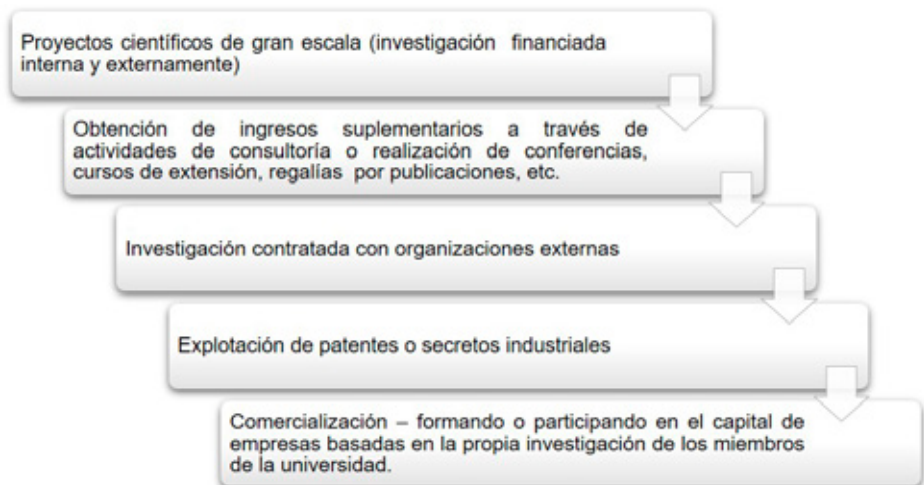 Proyectos científicos de gran escala (investigación financiada
interna y externamente)
Obtención de ingresos suplementarios a través de
actividades de consultoría o realización de conferencias,
cursos de extensión, regalías por publicaciones, etc.
Investigación contratada con organizaciones externas
Explotación de patentes o secretos industriales
Comercialización – formando o participando en el capital de
empresas basadas en la propia investigación de los miembros
de la universidad.